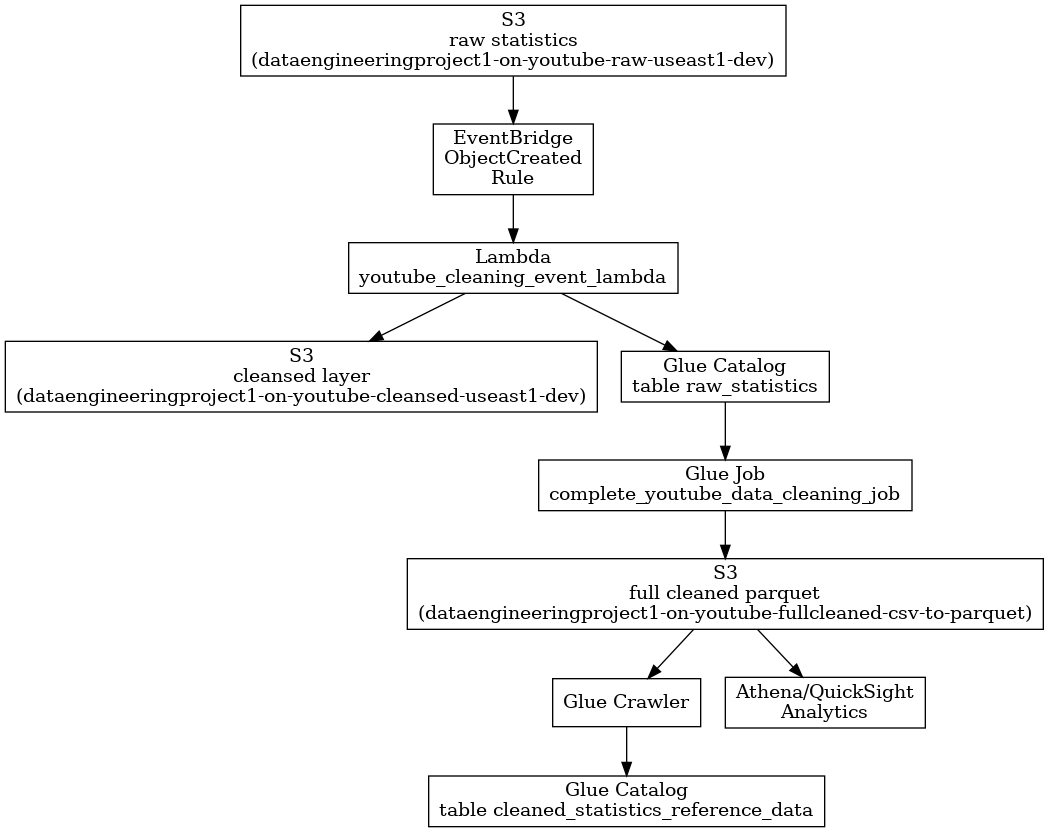 S3
raw statistics
(dataengineeringproject1-on-youtube-raw-useast1-dev)
EventBridge
ObjectCreated
Rule
Lambda
youtube_cleaning_event_lambda
S3
cleansed layer
(dataengineeringproject1-on-youtube-cleansed-useast1-dev)
Glue Catalog
table raw_statistics
Glue Job
complete_youtube_data_cleaning_job
S3
full cleaned parquet
(dataengineeringproject1-on-youtube-fullcleaned-csv-to-parquet)
Glue Crawler
Athena/QuickSight
Analytics
Glue Catalog
table cleaned_statistics_reference_data